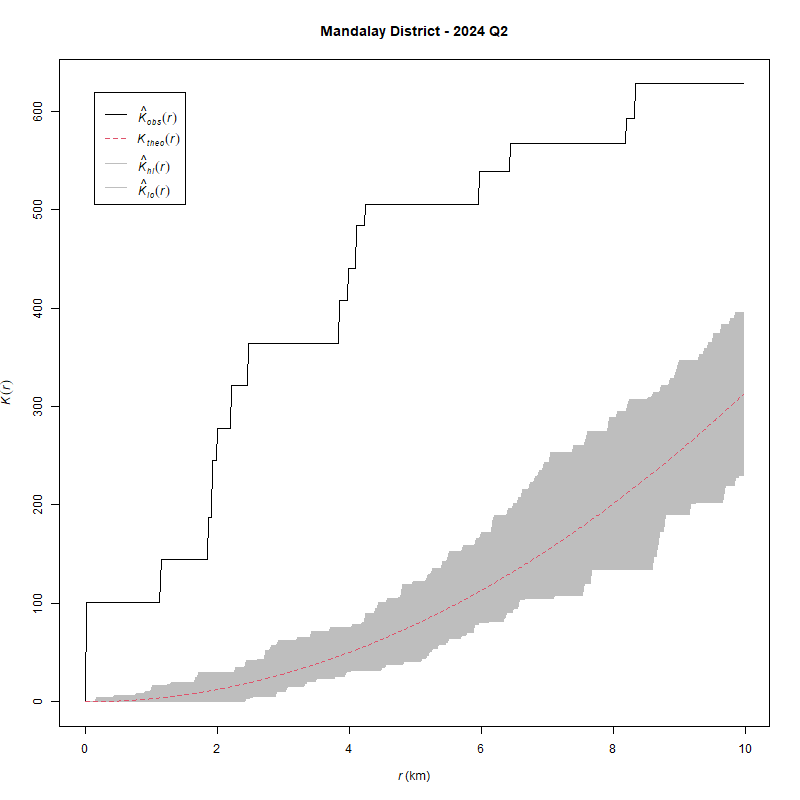 Mandalay District - 2024 Q2
K̂obs(r)
Ktheo(r)
K̂hi(r)
K̂lo(r)
K(r)
600
500
400
300
200
100
0
0 2 4 6 8 10
r (km)